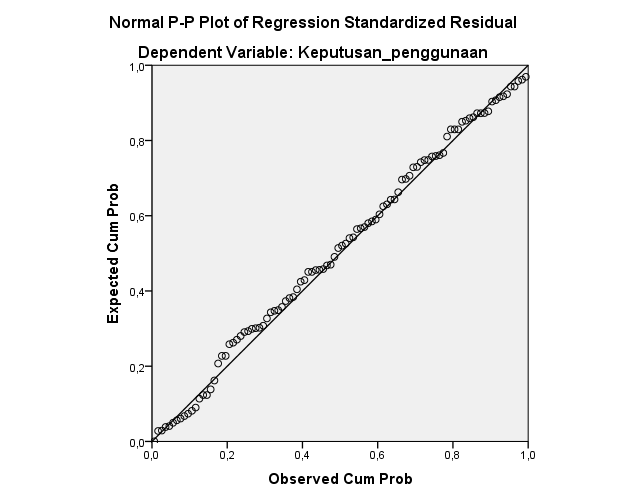 Normal P-P Plot of Regression Standardized Residual
Dependent Variable: Keputusan_penggunaan
1,0
0,8
0,6
0,4
0,2
0,0
Expected Cum Prob
0,0 0,2 0,4 0,6 0,8 1,0
Observed Cum Prob